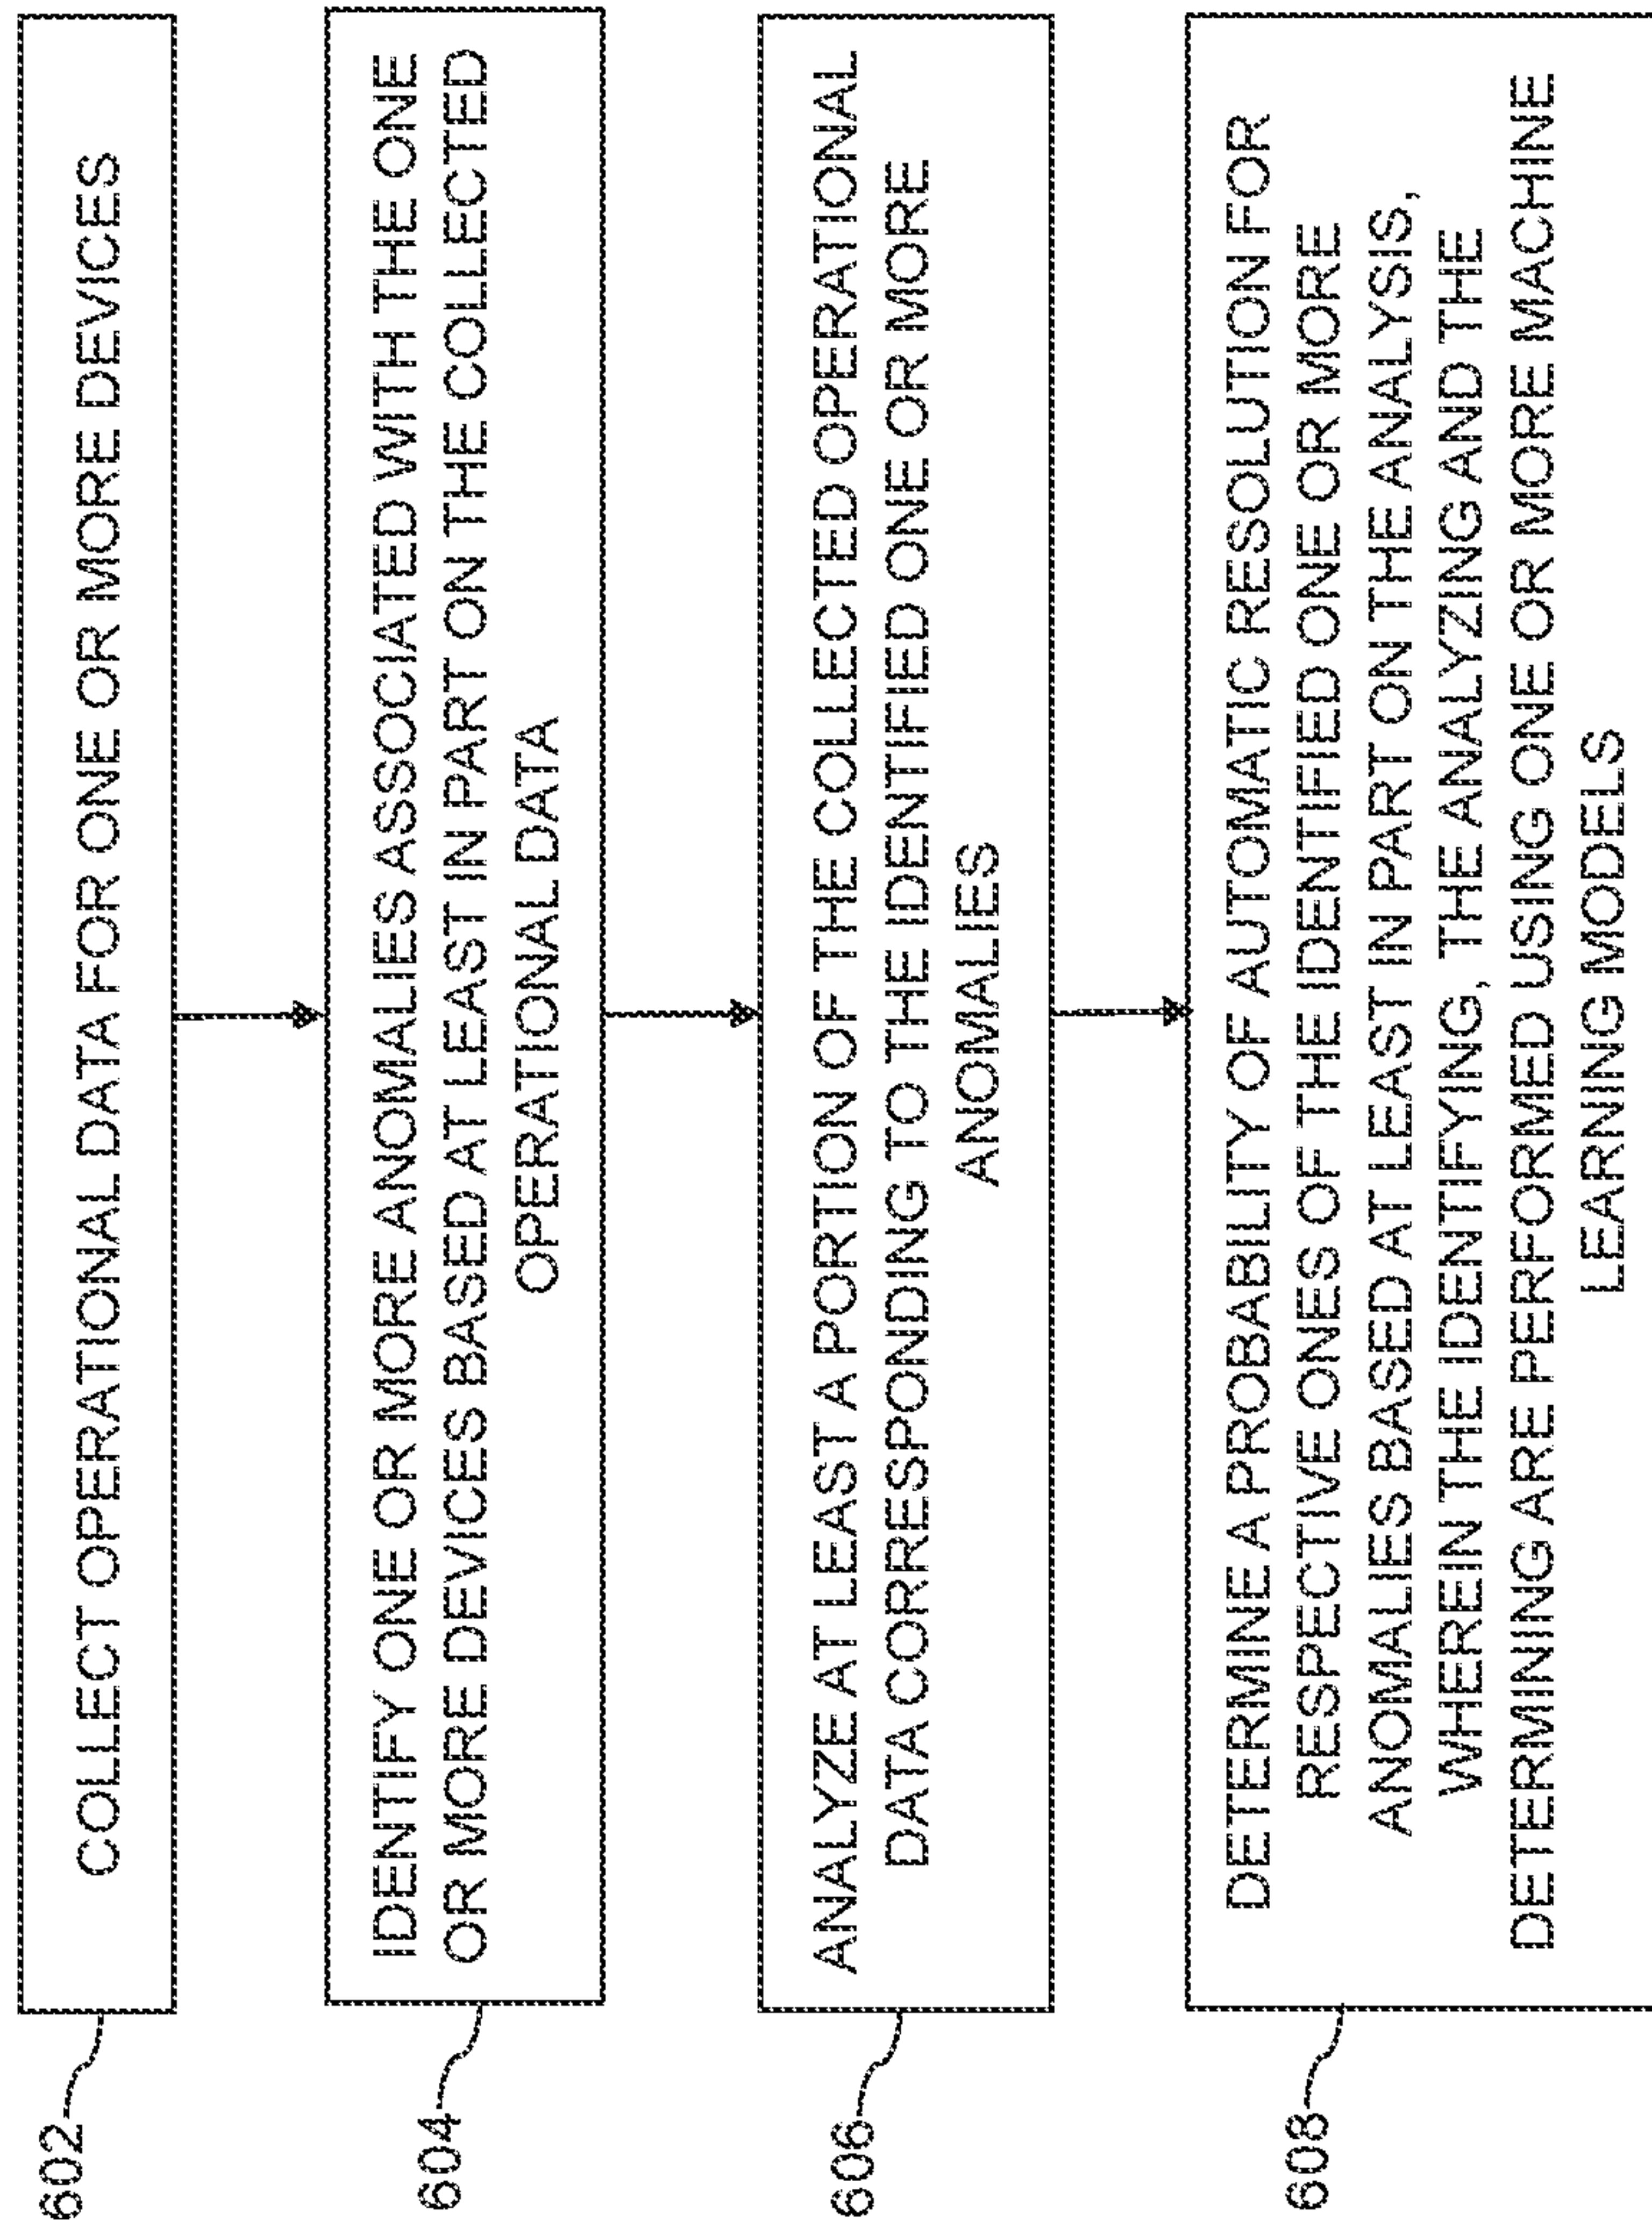 602
COLLECT OPERATIONAL DATA FOR ONE OR MORE DEVICES
604
IDENTIFY ONE OR MORE ANOMALIES ASSOCIATED WITH THE ONE
OR MORE DEVICES BASED AT LEAST IN PART ON THE COLLECTED
OPERATIONAL DATA
606
ANALYZE AT LEAST A PORTION OF THE COLLECTED OPERATIONAL
DATA CORRESPONDING TO THE IDENTIFIED ONE OR MORE
ANOMALIES
608
DETERMINE A PROBABILITY OF AUTOMATIC RESOLUTION FOR
RESPECTIVE ONES OF THE IDENTIFIED ONE OR MORE
ANOMALIES BASED AT LEAST IN PART ON THE ANALYSIS,
WHEREIN THE IDENTIFYING, THE ANALYZING AND THE
DETERMINING ARE PERFORMED USING ONE OR MORE MACHINE
LEARNING MODELS